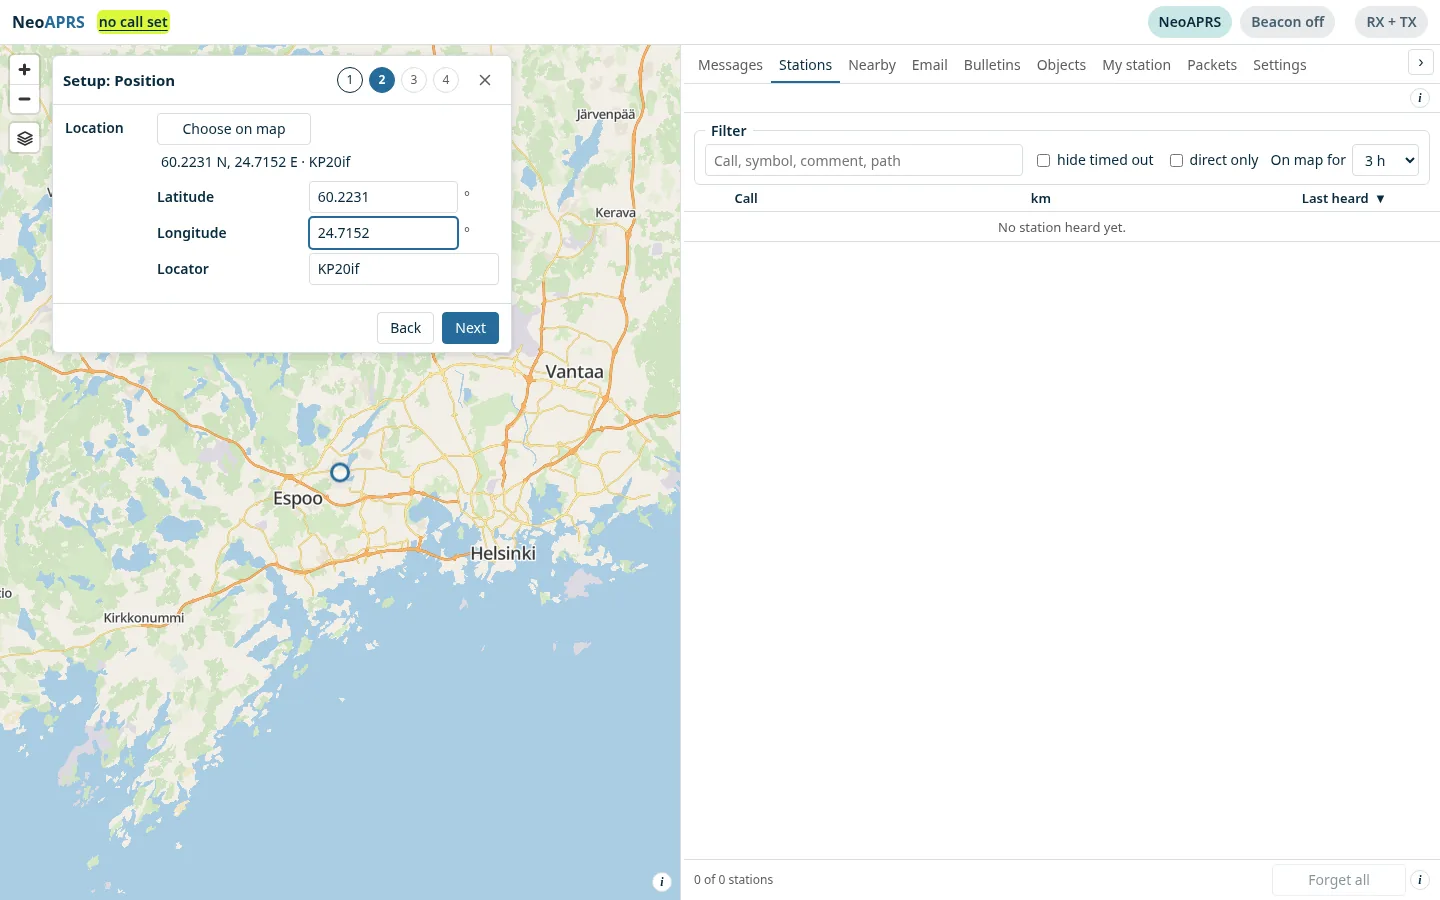 NeoAPRS no call set NeoAPRS Beacon off RX + TX
Setup: Position 1 2 3 4
Location Choose on map
60.2231 N, 24.7152 E · KP20if
Latitude 60.2231 °
Longitude 24.7152 °
Locator KP20if
Back Next
Järvenpää
Kerava
Vantaa
Espoo
Helsinki
Kirkkonummi
i
Messages Stations Nearby Email Bulletins Objects My station Packets Settings
i
Filter
Call, symbol, comment, path hide timed out direct only On map for 3 h
Call km Last heard ▼
No station heard yet.
0 of 0 stations Forget all i